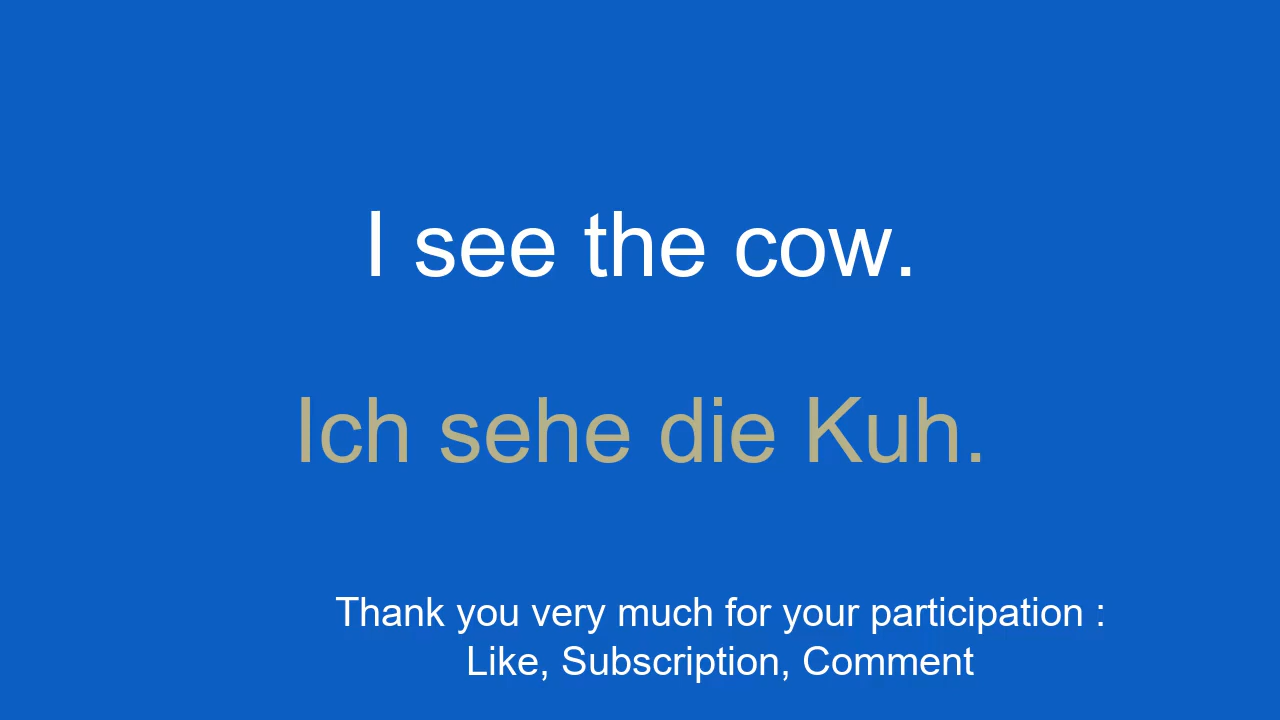 I see the cow.
Ich sehe die Kuh.
Thank you very much for your participation :
Like, Subscription, Comment